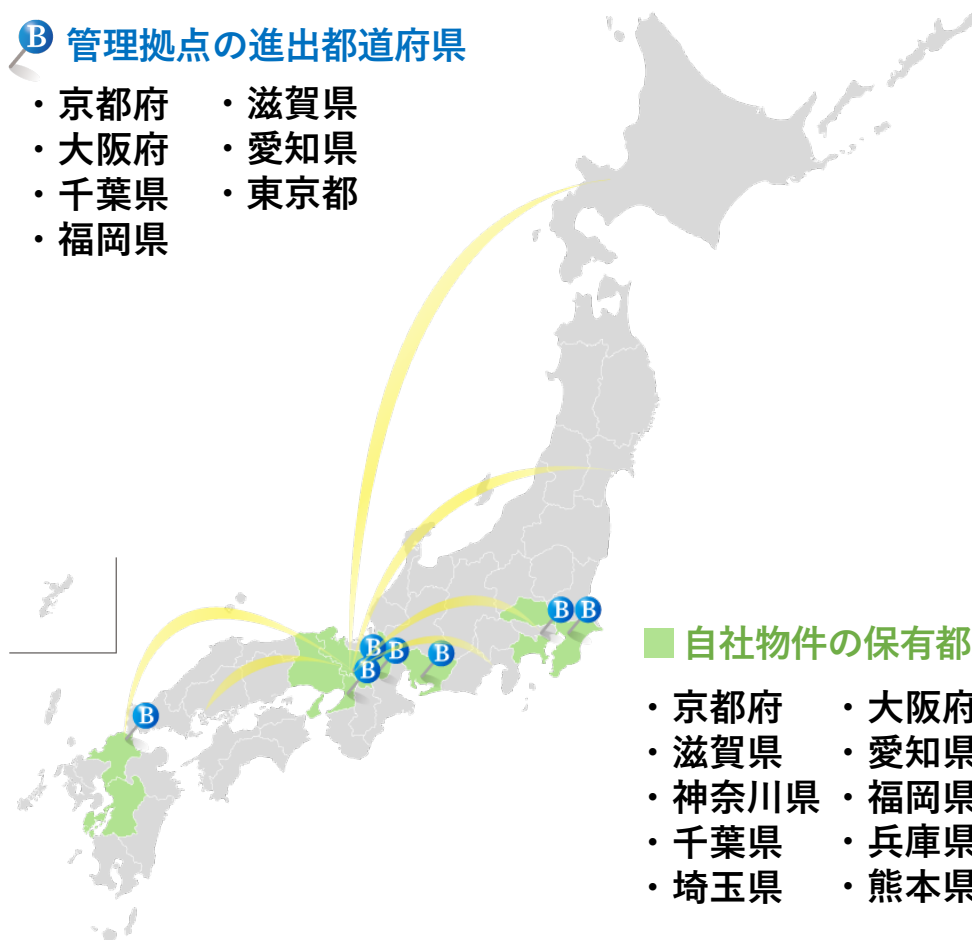 B 管理拠点の進出都道府県
・京都府 ・滋賀県
・大阪府 ・愛知県
・千葉県 ・東京都
・福岡県
B B
B
B
B
B
B
■自社物件の保有都
・京都府 ・大阪府
・滋賀県 ・愛知県
・神奈川県 ・福岡県
・千葉県 ・兵庫県
・埼玉県 ・熊本県